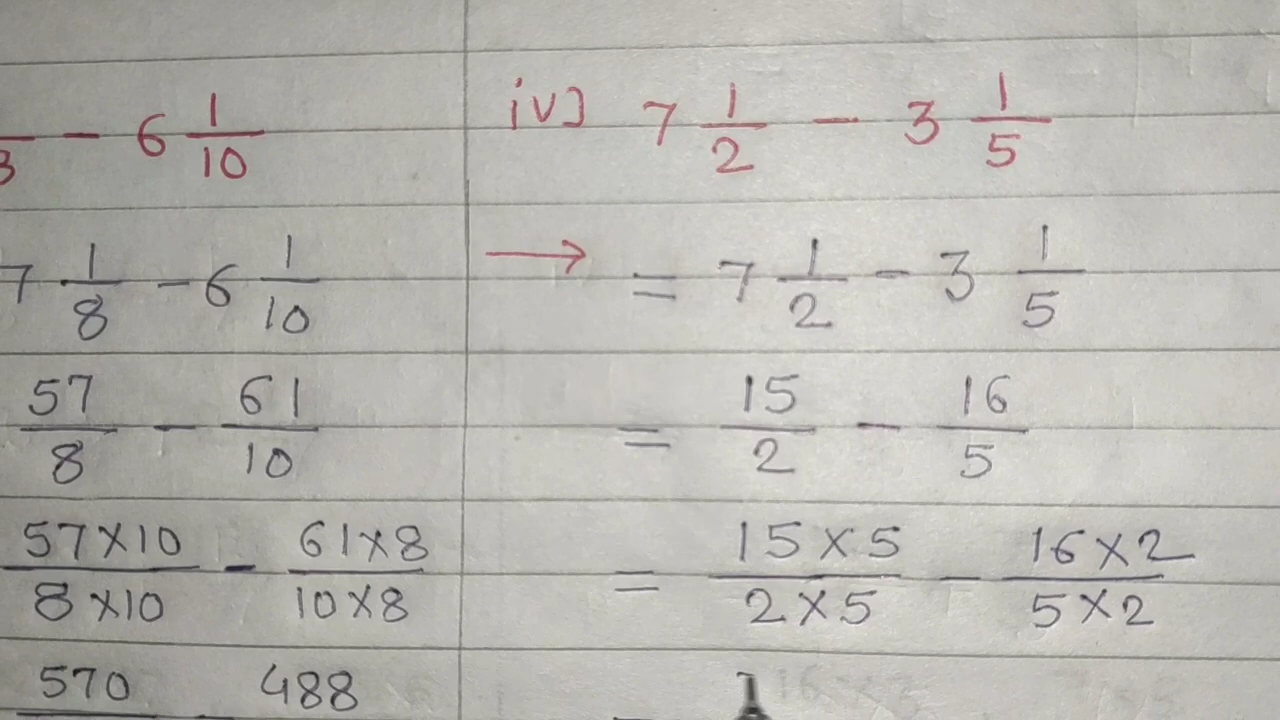 3 - 6 1/10
7 1/8 - 6 1/10
57/8 - 61/10
57×10/8×10 - 61×8/10×8
570 488
iv) 7 1/2 - 3 1/5
→ = 7 1/2 - 3 1/5
= 15/2 - 16/5
= 15×5/2×5 - 16×2/5×2